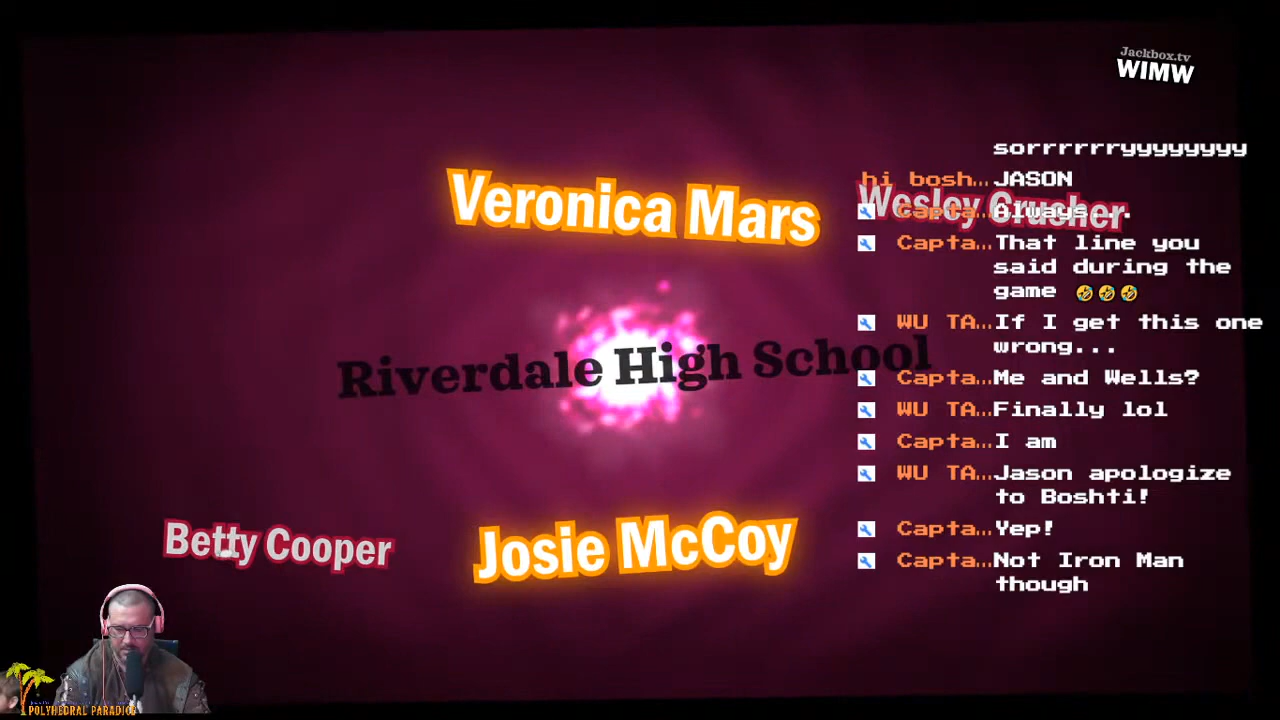 Jackbox.tv
WIMW
Veronica Mars
Wesley Crusher
Riverdale High School
Betty Cooper
Josie McCoy
sorrrrrryyyyyyyy
hi bosh… JASON
Capta… Always...
Capta… That line you
said during the
game 🤣🤣🤣
WU TA… If I get this one
wrong...
Capta… Me and Wells?
WU TA… Finally lol
Capta… I am
WU TA… Jason apologize
to Boshti!
Capta… Yep!
Capta… Not Iron Man
though
POLYHEDRAL PARADICE